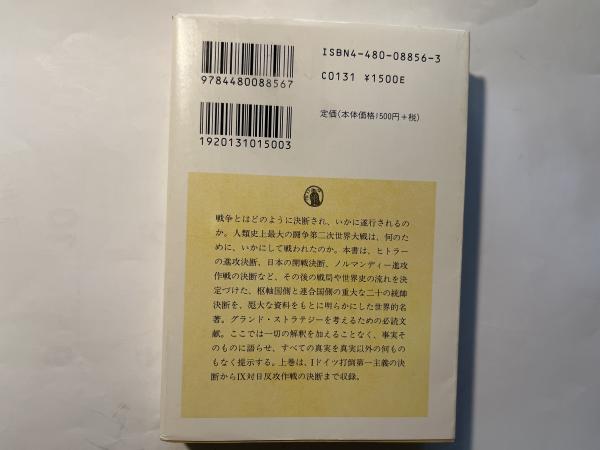 ISBN4-480-08856-3
9784480088567
C0131 ¥1500E
定価(本体価格1500円+税)
1920131015003
戦争とはどのように決断され、いかに遂行されるの
か。人類史上最大の闘争第二次世界大戦は、何のた
めに、いかにして戦われたのか。本書は、ヒトラー
の進攻決断、日本の開戦決断、ノルマンディー進攻
作戦の決断など、その後の戦局や世界史の流れを決
定づけた、枢軸国側と連合国側の重大な二十の統帥
決断を、厖大な資料をもとに明らかにした世界的名
著。グランド・ストラテジーを考えるための必読文
献。ここでは一切の解釈を加えることなく、事実そ
のものに語らせ、すべての真実を真実以外の何もの
もなく提示する。上巻は、Ⅰドイツ打倒第一主義の決
断からⅨ対日反攻作戦の決断まで収録。